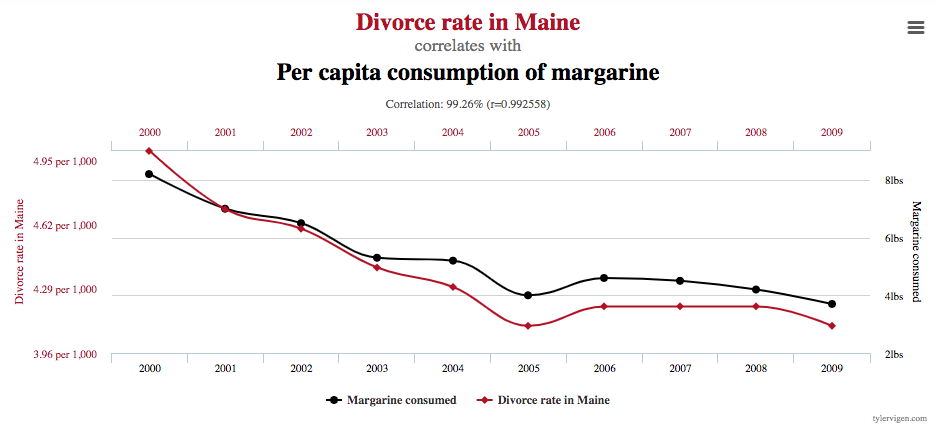 Divorce rate in Maine
correlates with
Per capita consumption of margarine
Correlation: 99.26% (r=0.992558)
2000 2001 2002 2003 2004 2005 2006 2007 2008 2009
Divorce rate in Maine
4.95 per 1,000
4.62 per 1,000
4.29 per 1,000
3.96 per 1,000
8lbs
6lbs
4lbs
2lbs
Margarine consumed
2000 2001 2002 2003 2004 2005 2006 2007 2008 2009
Margarine consumed Divorce rate in Maine
tylervigen.com